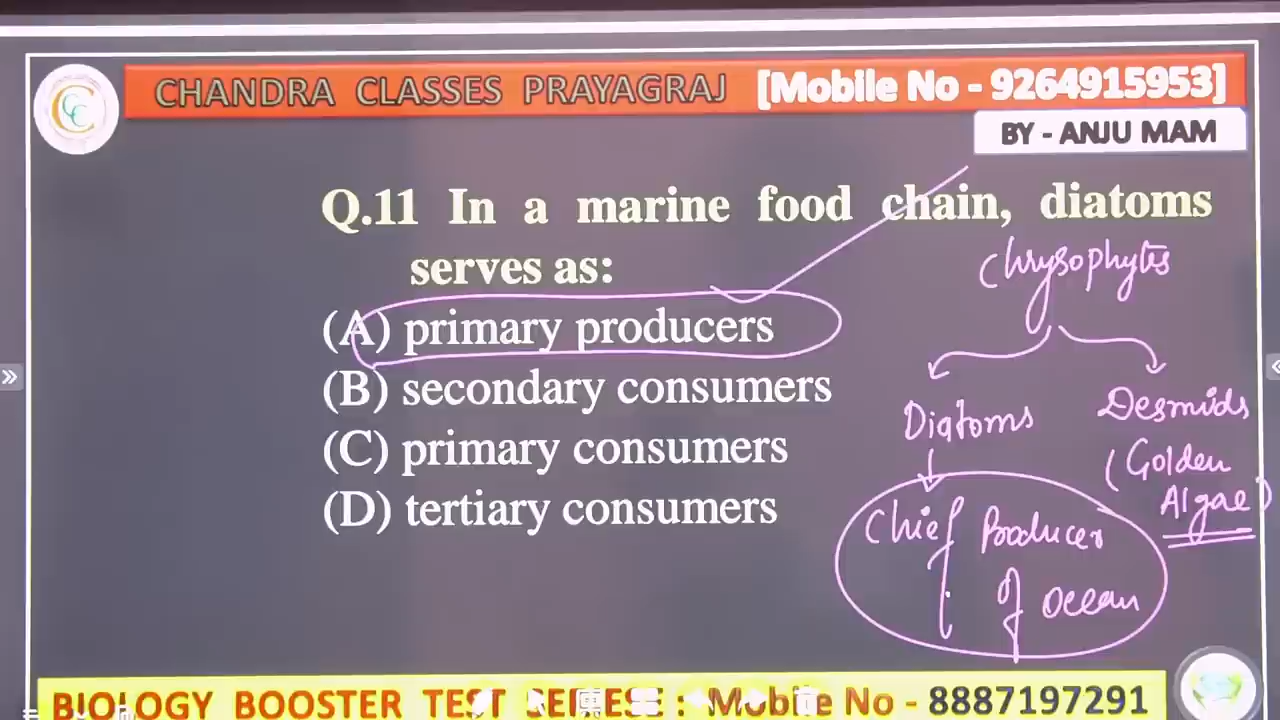 CHANDRA CLASSES PRAYAGRAJ [Mobile No - 9264915953]
BY - ANJU MAM
Q.11 In a marine food chain, diatoms
serves as:
(A) primary producers
(B) secondary consumers
(C) primary consumers
(D) tertiary consumers
Chrysophytes
Diatoms
Desmids
(Golden
Algae)
Chief Producer
of Ocean
BIOLOGY BOOSTER TEST SEIRESE : Mobile No - 8887197291